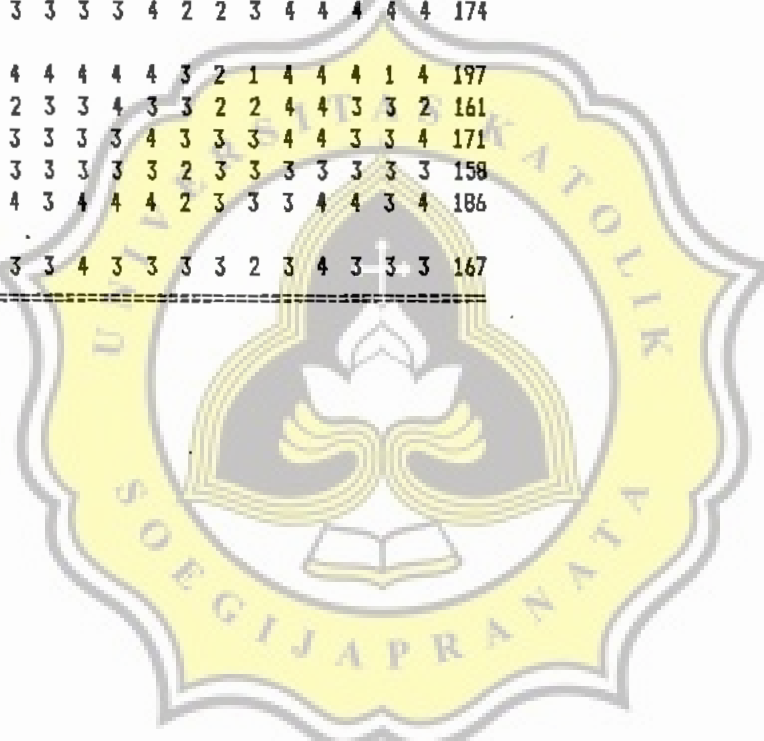 3 3 3 3 4 2 2 3 4 4 4 4 4 174
4 4 4 4 4 3 2 1 4 4 4 1 4 197
2 3 3 4 3 3 2 2 4 4 3 3 2 161
3 3 3 3 4 3 3 3 4 4 3 3 4 171
3 3 3 3 3 2 3 3 3 3 3 3 3 158
4 3 4 4 4 2 3 3 3 4 4 3 4 186
3 3 4 3 3 3 3 2 3 4 3 3 3 167
UNIVERSITAS KATOLIK
SOEGIJAPRANATA